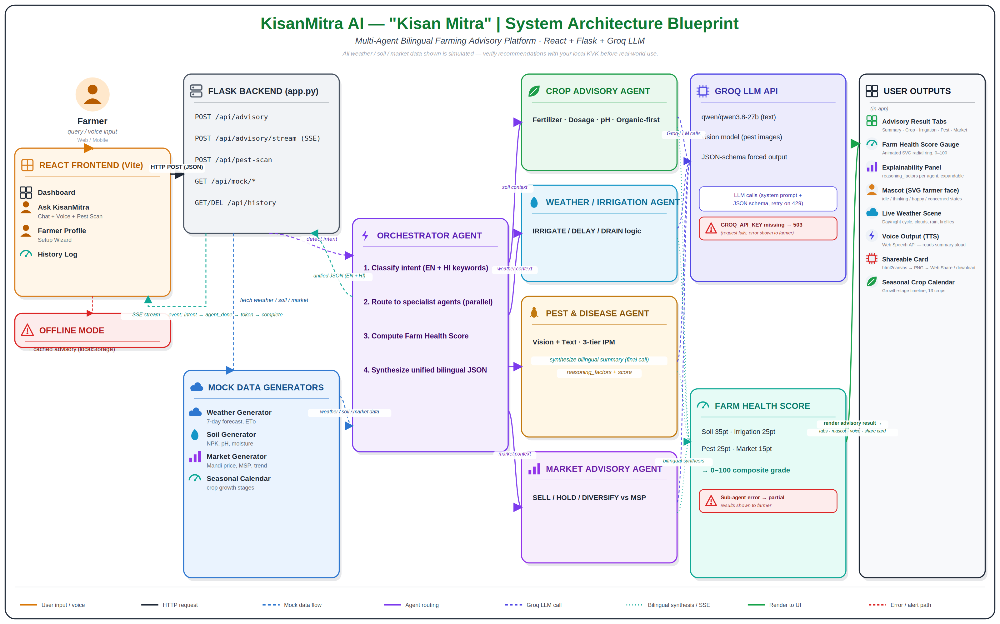 KisanMitra AI — "Kisan Mitra" | System Architecture Blueprint
Multi-Agent Bilingual Farming Advisory Platform · React + Flask + Groq LLM
All weather / soil / market data shown is simulated — verify recommendations with your local KVK before real-world use.
Farmer
query / voice input
Web / Mobile
REACT FRONTEND (Vite)
Dashboard
Ask KisanMitra
Chat + Voice + Pest Scan
Farmer Profile
Setup Wizard
History Log
HTTP POST (JSON)
OFFLINE MODE
→ cached advisory (localStorage)
FLASK BACKEND (app.py)
POST /api/advisory
POST /api/advisory/stream (SSE)
POST /api/pest-scan
GET /api/mock/*
GET/DEL /api/history
detect intent
unified JSON (EN + HI)
fetch weather / soil / market
SSE stream — event: intent → agent_done → token → complete
MOCK DATA GENERATORS
Weather Generator
7-day forecast, ETo
Soil Generator
NPK, pH, moisture
Market Generator
Mandi price, MSP, trend
Seasonal Calendar
crop growth stages
weather / soil / market data
ORCHESTRATOR AGENT
1. Classify intent (EN + HI keywords)
2. Route to specialist agents (parallel)
3. Compute Farm Health Score
4. Synthesize unified bilingual JSON
soil context
weather context
market context
CROP ADVISORY AGENT
Fertilizer · Dosage · pH · Organic-first
WEATHER / IRRIGATION AGENT
IRRIGATE / DELAY / DRAIN logic
PEST & DISEASE AGENT
Vision + Text · 3-tier IPM
synthesize bilingual summary (final call)
reasoning_factors + score
MARKET ADVISORY AGENT
SELL / HOLD / DIVERSIFY vs MSP
Groq LLM calls
bilingual synthesis
GROQ LLM API
qwen/qwen3.8-27b (text)
vision model (pest images)
JSON-schema forced output
LLM calls (system prompt +
JSON schema, retry on 429)
GROQ_API_KEY missing → 503
(request fails, error shown to farmer)
FARM HEALTH SCORE
Soil 35pt · Irrigation 25pt
Pest 25pt · Market 15pt
→ 0–100 composite grade
Sub-agent error → partial
results shown to farmer
render advisory result →
tabs · mascot · voice · share card
USER OUTPUTS
(in-app)
Advisory Result Tabs
Summary · Crop · Irrigation · Pest · Market
Farm Health Score Gauge
Animated SVG radial ring, 0–100
Explainability Panel
reasoning_factors per agent, expandable
Mascot (SVG farmer face)
idle / thinking / happy / concerned states
Live Weather Scene
Day/night cycle, clouds, rain, fireflies
Voice Output (TTS)
Web Speech API — reads summary aloud
Shareable Card
html2canvas → PNG → Web Share / download
Seasonal Crop Calendar
Growth-stage timeline, 13 crops
User input / voice
HTTP request
Mock data flow
Agent routing
Groq LLM call
Bilingual synthesis / SSE
Render to UI
Error / alert path